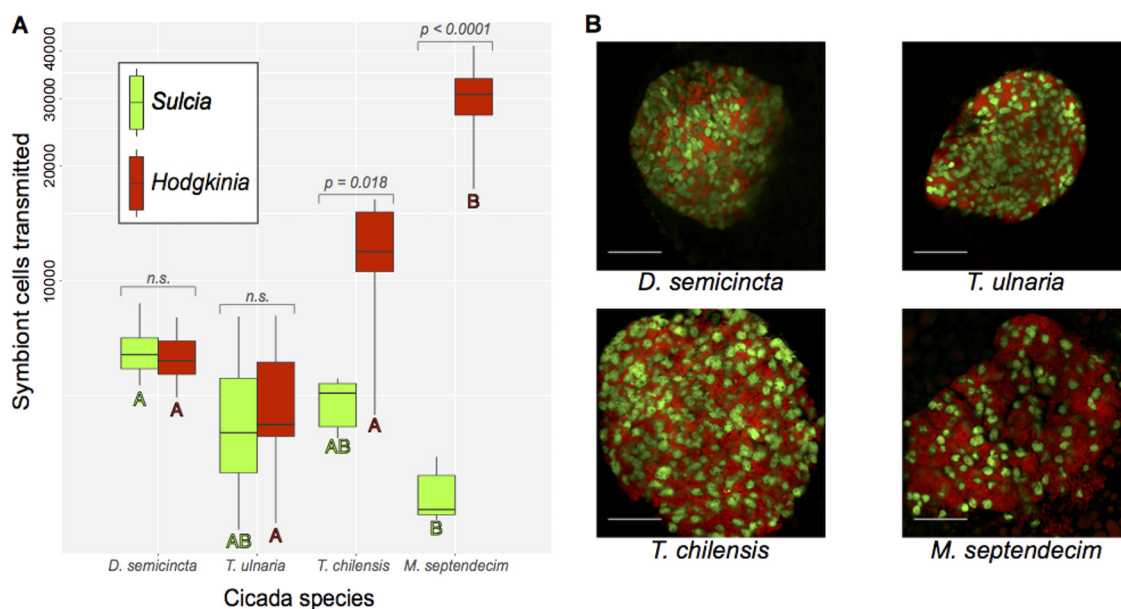 A
B
Symbiont cells transmitted
40000
30000
20000
10000
Sulcia
Hodgkinia
p < 0.0001
p = 0.018
n.s.
n.s.
A
A
AB
A
AB
A
B
B
D. semicincta
T. ulnaria
T. chilensis
M. septendecim
Cicada species
D. semicincta
T. ulnaria
T. chilensis
M. septendecim